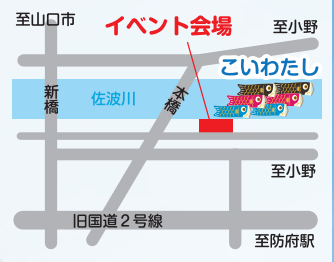 至山口市
イベント会場
至小野
こいわたし
新橋
佐波川
本橋
至小野
旧国道2号線
至防府駅